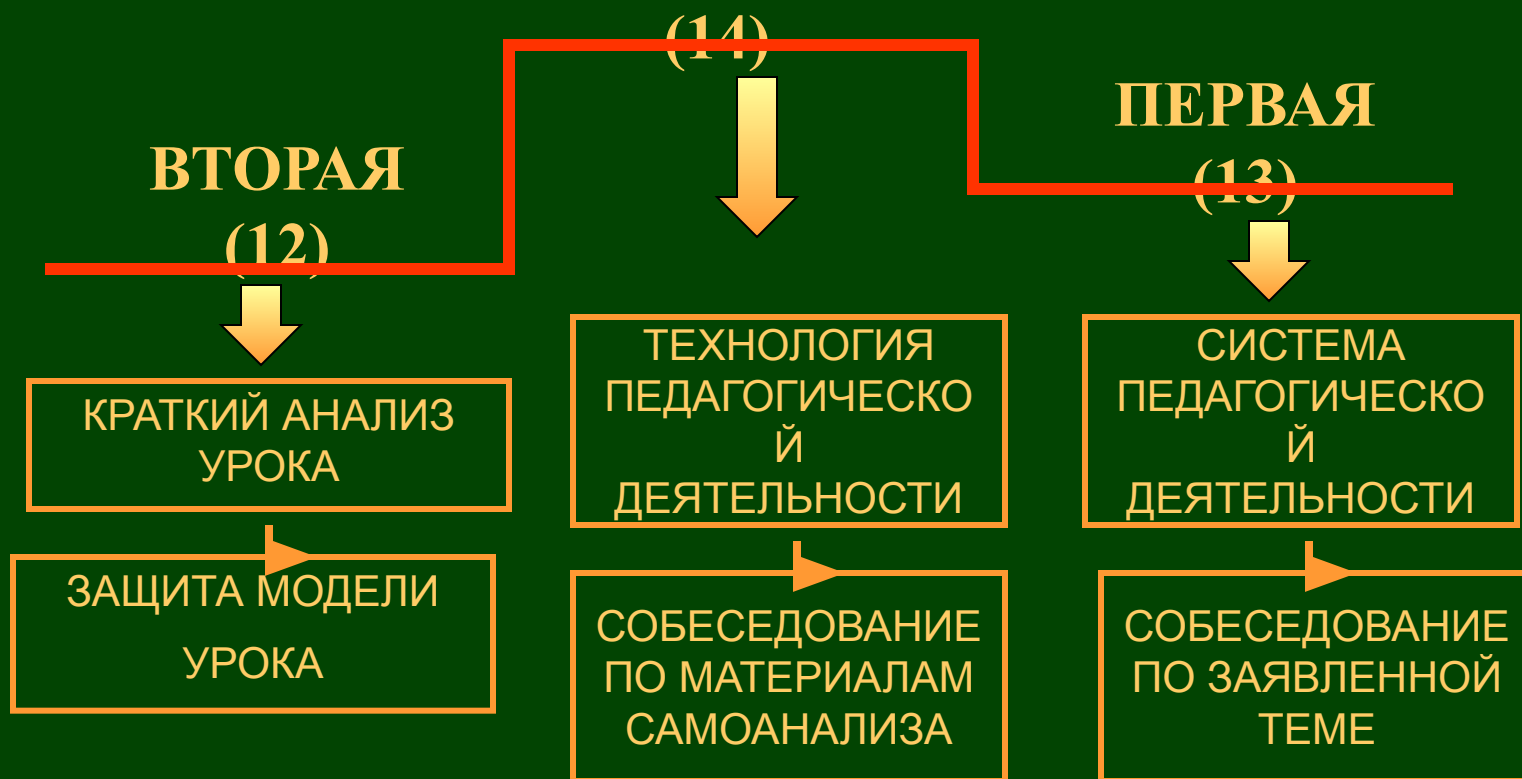 (14)
ПЕРВАЯ
(13)
ВТОРАЯ
(12)
КРАТКИЙ АНАЛИЗ
УРОКА
ЗАЩИТА МОДЕЛИ
УРОКА
ТЕХНОЛОГИЯ
ПЕДАГОГИЧЕСКО
Й
ДЕЯТЕЛЬНОСТИ
СОБЕСЕДОВАНИЕ
ПО МАТЕРИАЛАМ
САМОАНАЛИЗА
СИСТЕМА
ПЕДАГОГИЧЕСКО
Й
ДЕЯТЕЛЬНОСТИ
СОБЕСЕДОВАНИЕ
ПО ЗАЯВЛЕННОЙ
ТЕМЕ